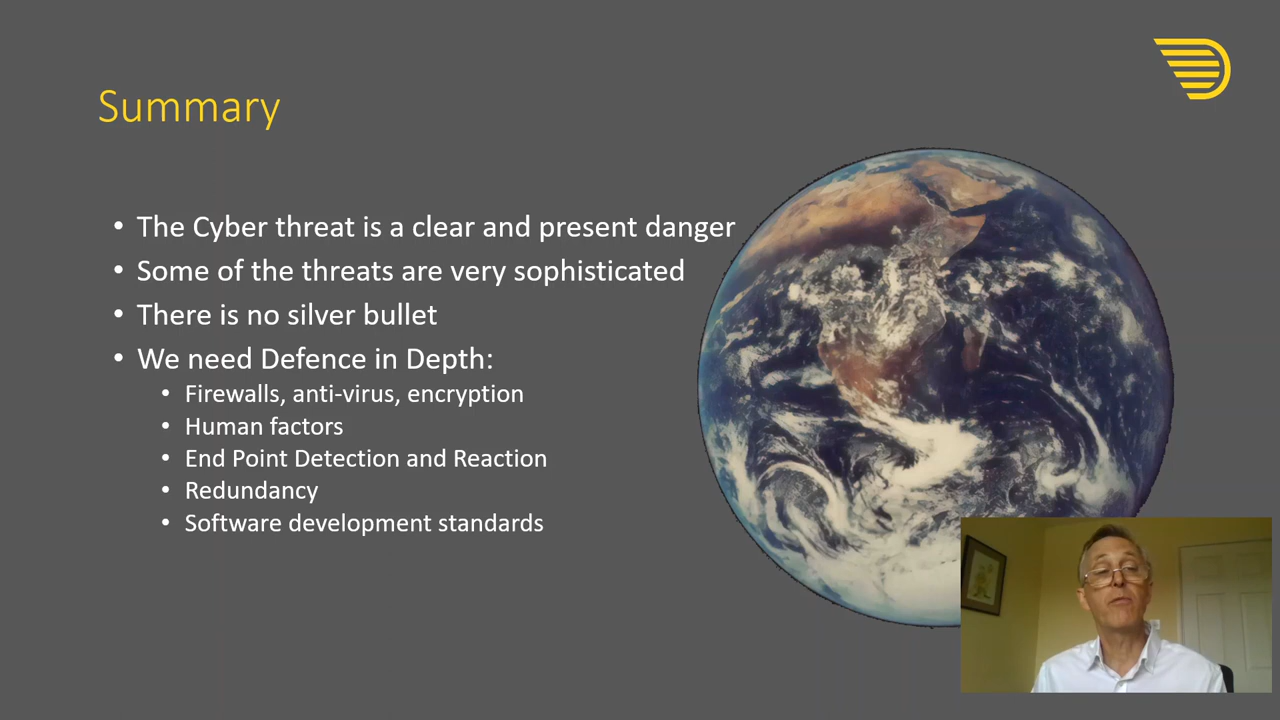 Summary
• The Cyber threat is a clear and present danger
• Some of the threats are very sophisticated
• There is no silver bullet
• We need Defence in Depth:
• Firewalls, anti-virus, encryption
• Human factors
• End Point Detection and Reaction
• Redundancy
• Software development standards